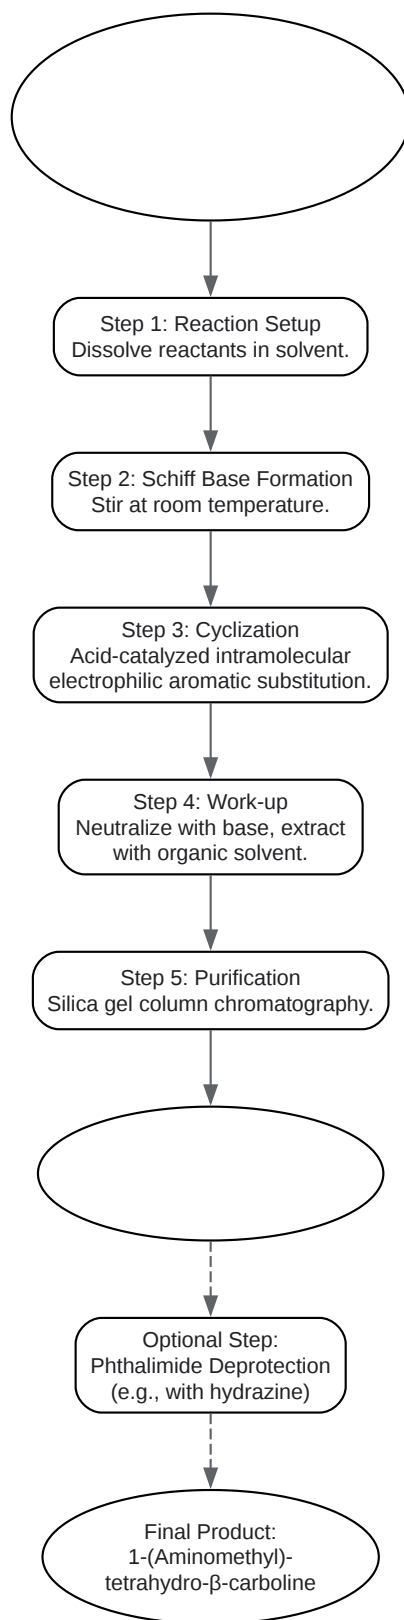 Step 1: Reaction Setup
Dissolve reactants in solvent.
Step 2: Schiff Base Formation
Stir at room temperature.
Step 3: Cyclization
Acid-catalyzed intramolecular
electrophilic aromatic substitution.
Step 4: Work-up
Neutralize with base, extract
with organic solvent.
Step 5: Purification
Silica gel column chromatography.
Optional Step:
Phthalimide Deprotection
(e.g., with hydrazine)
Final Product:
1-(Aminomethyl)-
tetrahydro-β-carboline